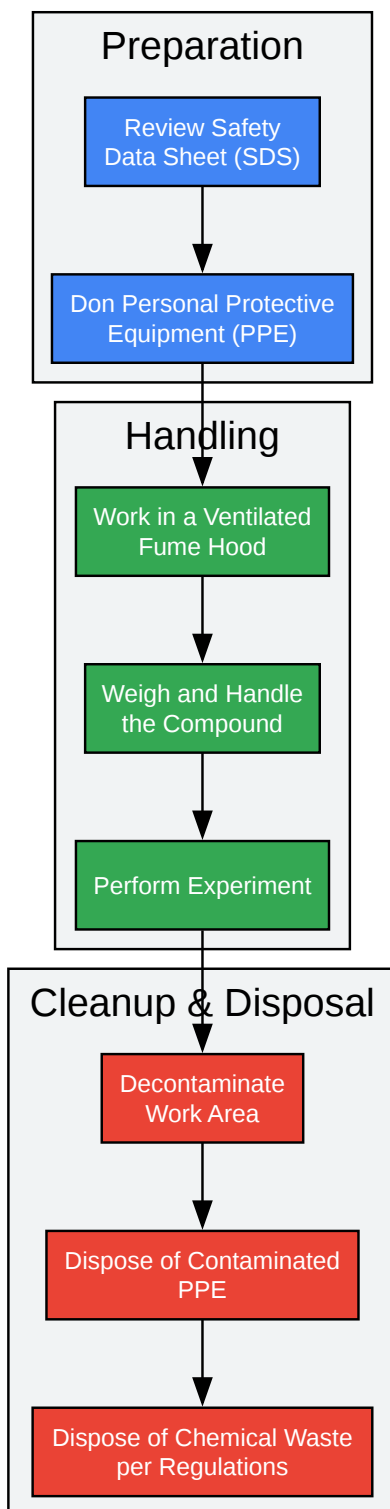 Preparation
Review Safety
Data Sheet (SDS)
Don Personal Protective
Equipment (PPE)
Handling
Work in a Ventilated
Fume Hood
Weigh and Handle
the Compound
Perform Experiment
Cleanup & Disposal
Decontaminate
Work Area
Dispose of Contaminated
PPE
Dispose of Chemical Waste
per Regulations